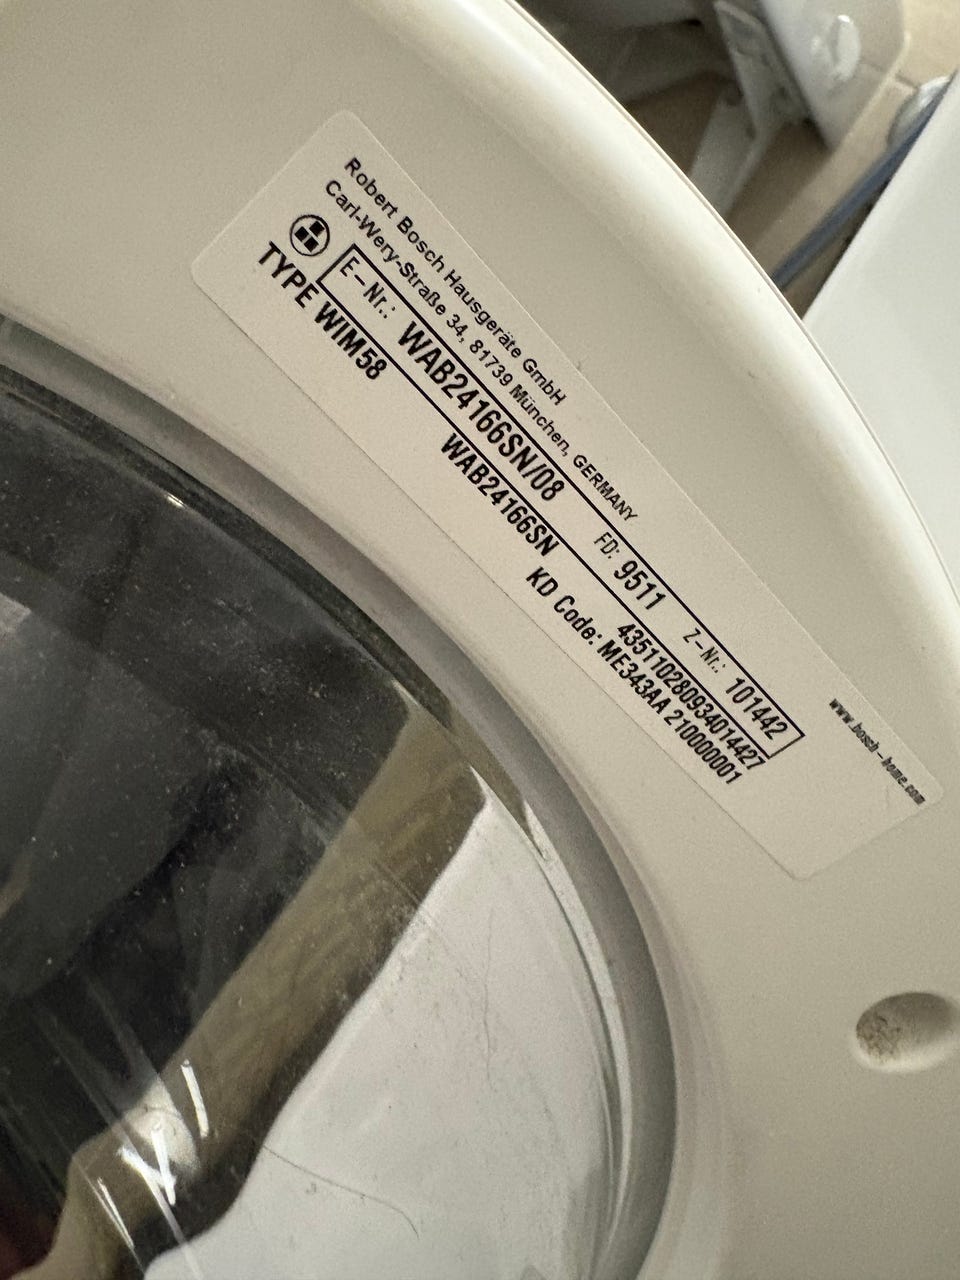 Robert Bosch Hausgeräte GmbH
Carl-Wery-Straße 34, 81739 München, GERMANY
E-Nr.: WAB24166SN/08 FD: 9511 Z-Nr.: 101442
TYPE WIM58 WAB24166SN 435110280934014427
KD Code: ME343AA 210000001
www.bosch-home.com